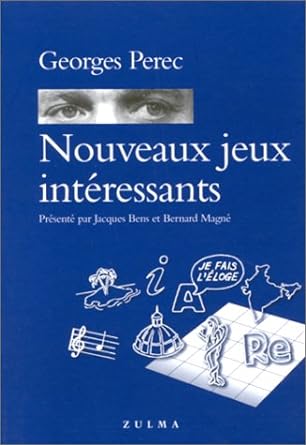 Georges Perec
Nouveaux jeux
intéressants
Présenté par Jacques Bens et Bernard Magné
i
JE FAIS
L'ÉLOGE
A
Re
ZULMA